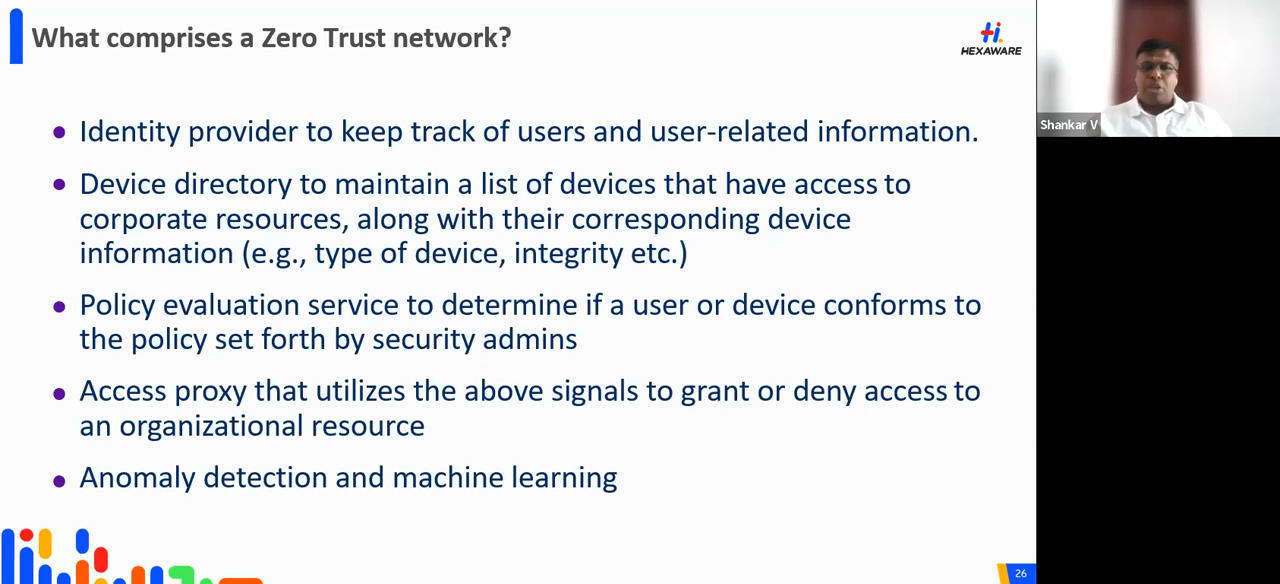 What comprises a Zero Trust network?
Hi
HEXAWARE
Shankar V
Identity provider to keep track of users and user-related information.
Device directory to maintain a list of devices that have access to
corporate resources, along with their corresponding device
information (e.g., type of device, integrity etc.)
Policy evaluation service to determine if a user or device conforms to
the policy set forth by security admins
Access proxy that utilizes the above signals to grant or deny access to
an organizational resource
Anomaly detection and machine learning
26